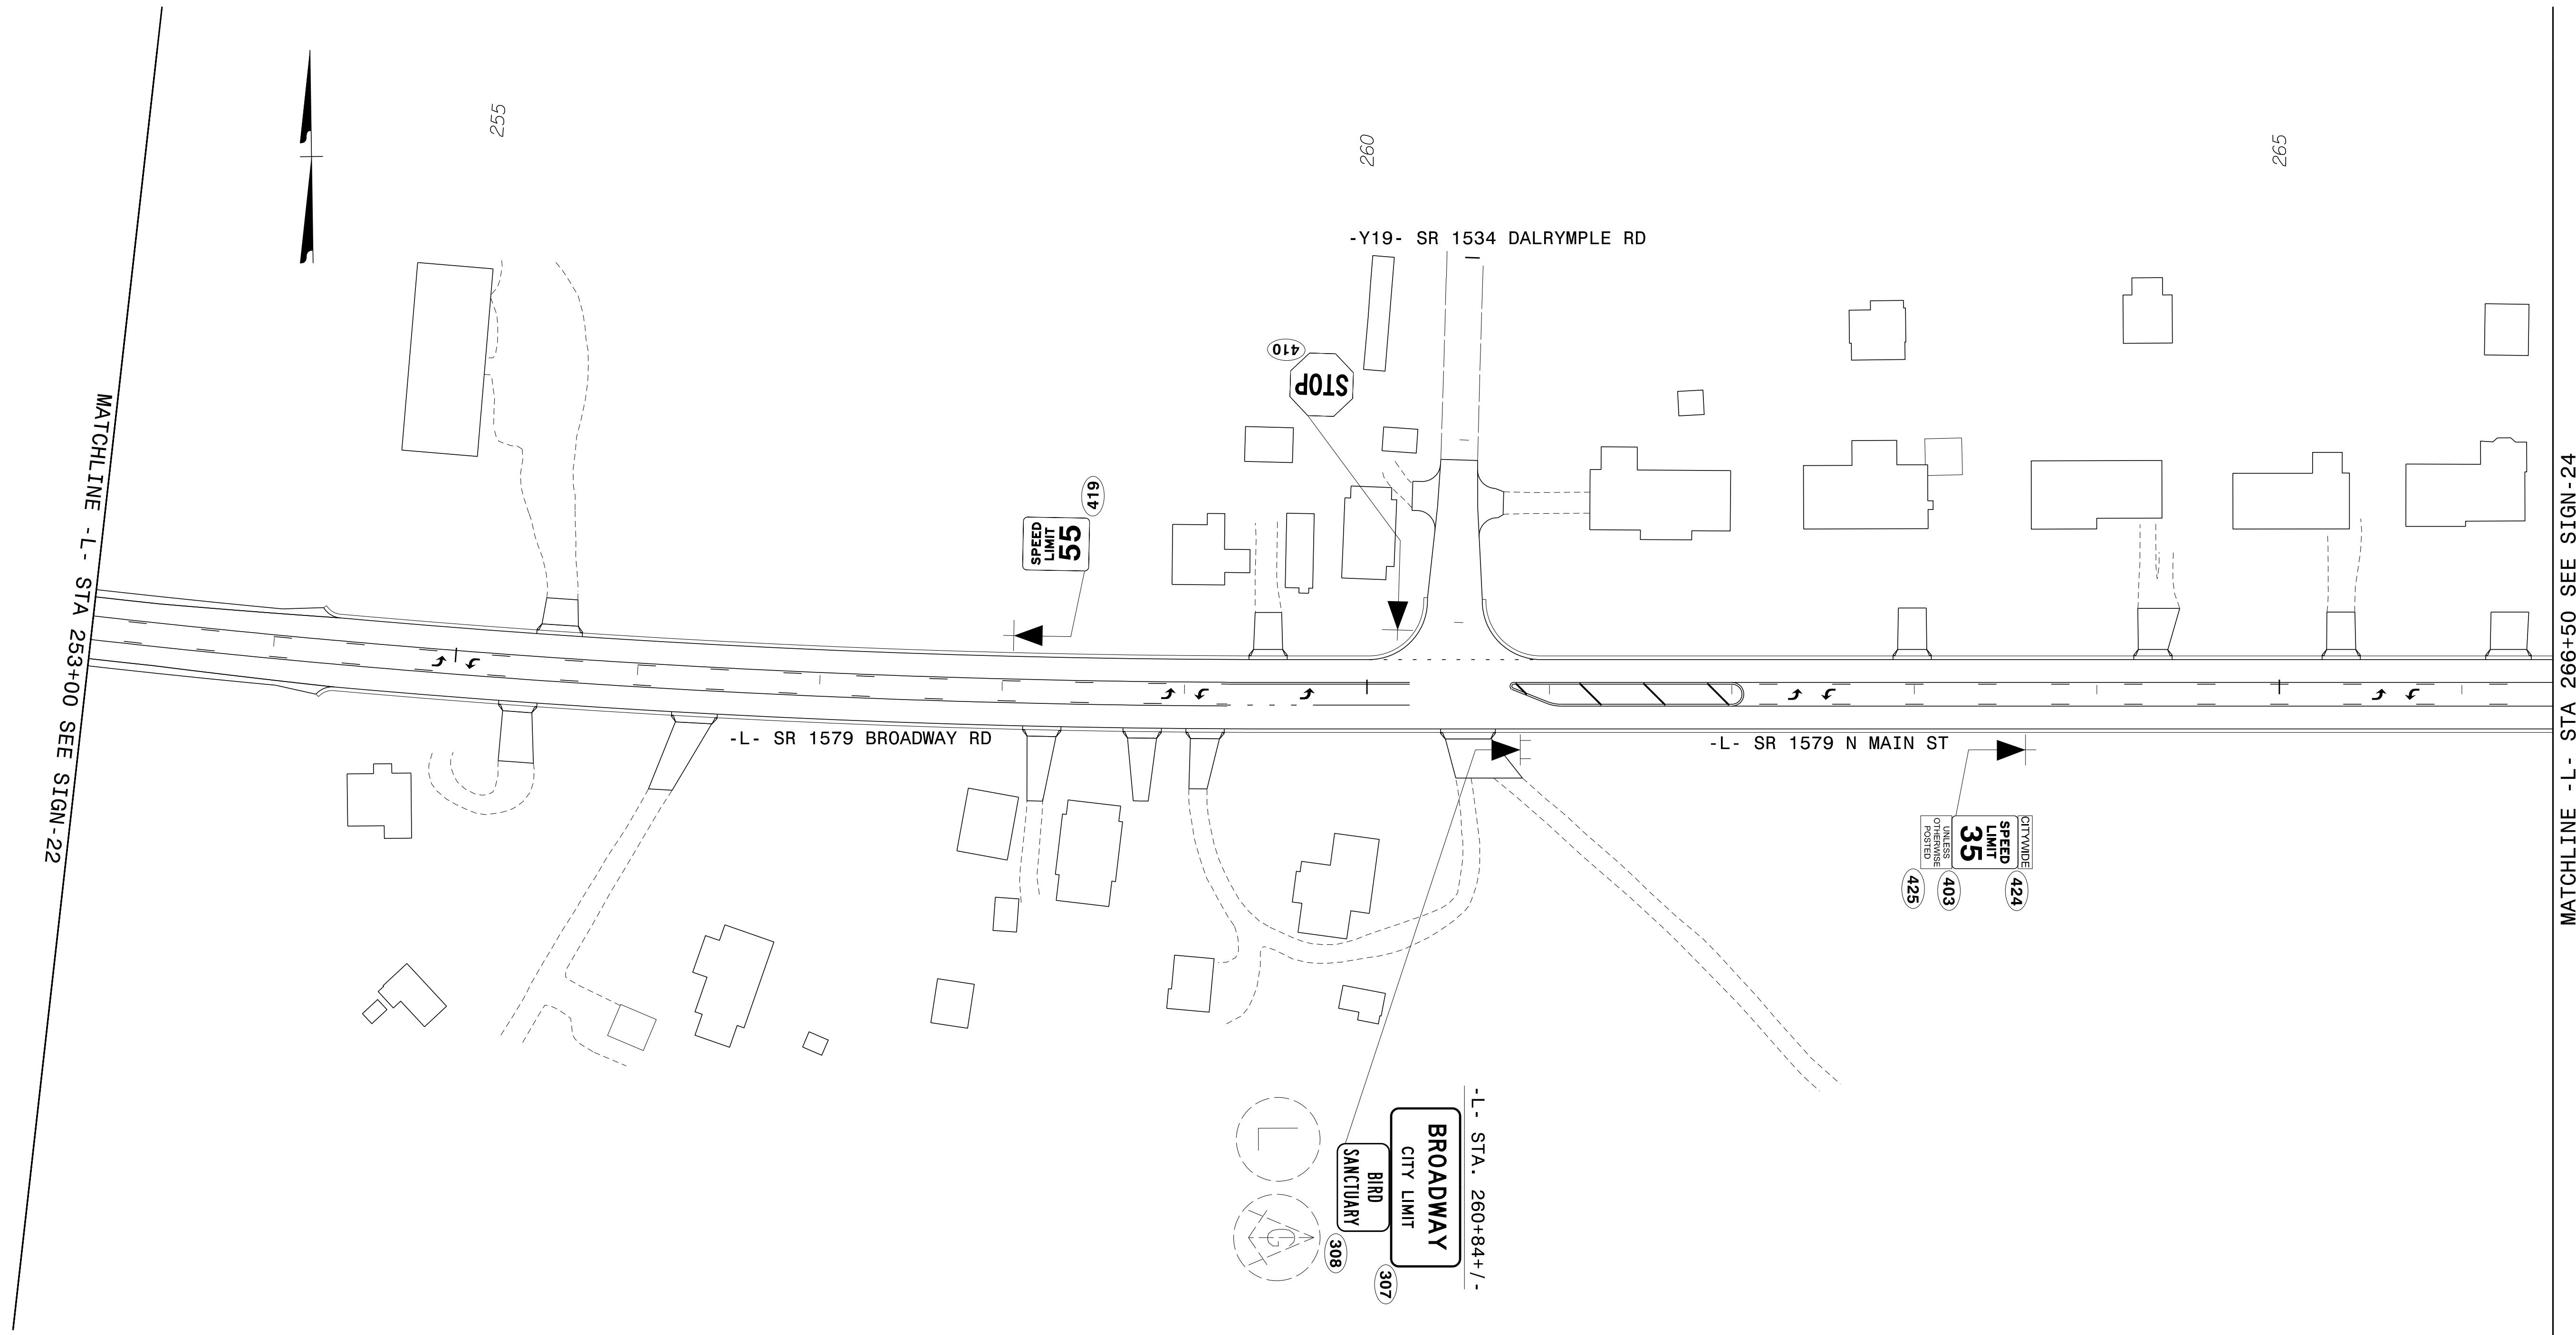 255
260
265
-Y19- SR 1534 DALRYMPLE RD
410
STOP
419
SPEED
LIMIT
55
MATCHLINE -L- STA 253+00 SEE SIGN-22
MATCHLINE -L- STA 266+50 SEE SIGN-24
-L- SR 1579 BROADWAY RD
-L- SR 1579 N MAIN ST
CITYWIDE
SPEED
LIMIT
35
UNLESS
OTHERWISE
POSTED
425
403
424
-L- STA. 260+84+/-
BROADWAY
CITY LIMIT
BIRD
SANCTUARY
308
307
L
G